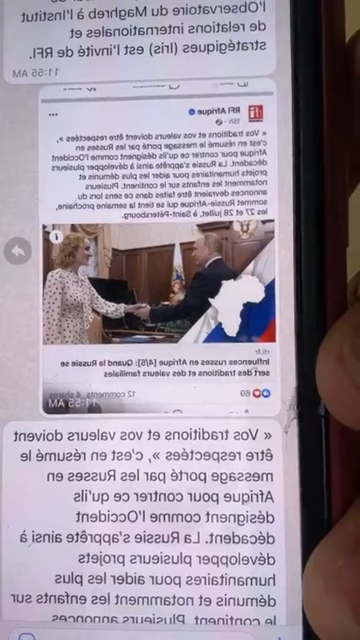 l'Observatoire du Maghreb à l'Institut
de relations internationales et
stratégiques (Iris) est l'invité de RFI.
11:55 AM
rfi
RFI Afrique
15h
« Vos traditions et vos valeurs doivent être respectées »,
c'est en résumé le message porté par les Russes en
Afrique pour contrer ce qu'ils désignent comme l'Occident
décadent. La Russie s'apprête ainsi à développer plusieurs
projets humanitaires pour aider les plus démunis et
notamment les enfants sur le continent. Plusieurs
annonces devraient être faites dans ce sens lors du
sommet Russie-Afrique qui se tient la semaine prochaine,
les 27 et 28 juillet, à Saint-Pétersbourg.
rfi.fr
Influences russes en Afrique [4/5]: Quand la Russie se
sert des traditions et des valeurs familiales
69
12 comments 4 shares
11:55 AM
« Vos traditions et vos valeurs doivent
être respectées », c'est en résumé le
message porté par les Russes en
Afrique pour contrer ce qu'ils
désignent comme l'Occident
décadent. La Russie s'apprête ainsi à
développer plusieurs projets
humanitaires pour aider les plus
démunis et notamment les enfants sur
le continent. Plusieurs annonces